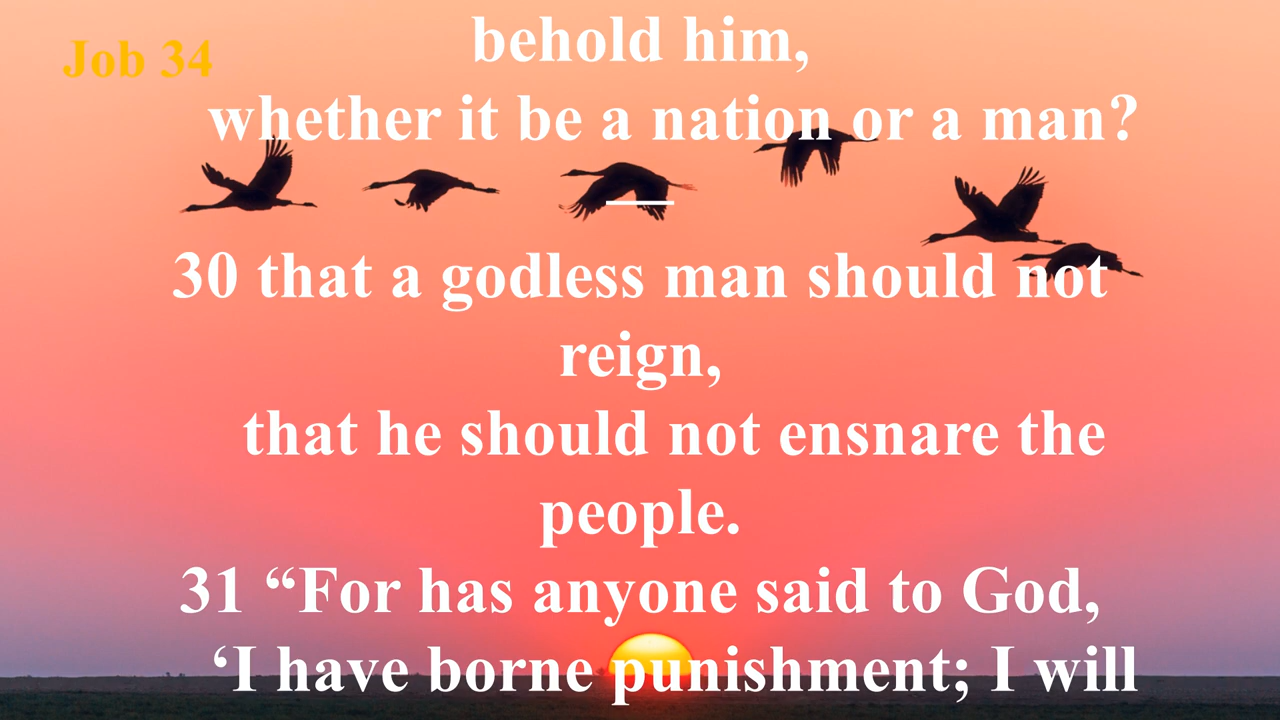 Job 34
behold him,
whether it be a nation or a man?
—
30 that a godless man should not
reign,
that he should not ensnare the
people.
31 “For has anyone said to God,
‘I have borne punishment; I will